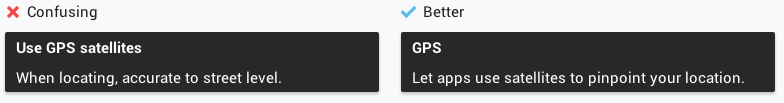 Confusing
Use GPS satellites
When locating, accurate to street level.
Better
GPS
Let apps use satellites to pinpoint your location.